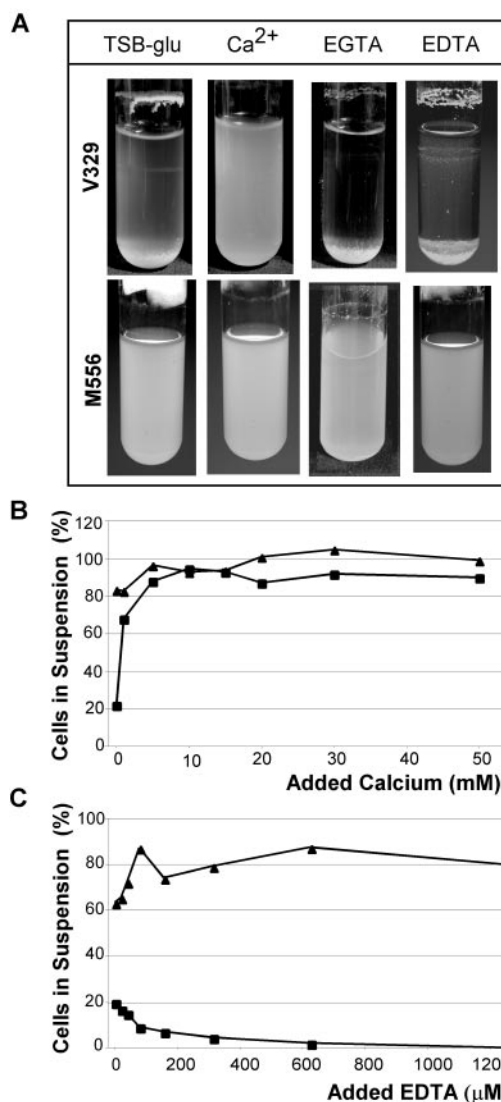 A
TSB-glu Ca2+ EGTA EDTA
V329
M556
B
Cells in Suspension (%)
120
100
80
60
40
20
0
0 10 20 30 40 50
Added Calcium (mM)
C
Cells in Suspension (%)
100
80
60
40
20
0
0 200 400 600 800 1000 120
Added EDTA (μM